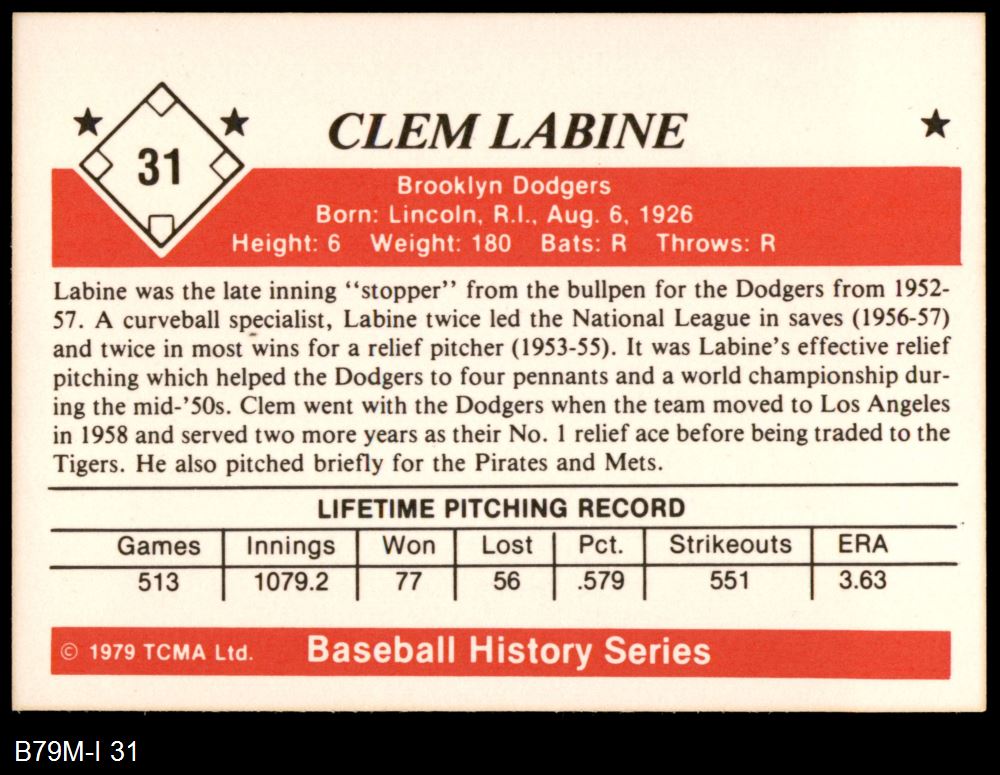 31
CLEM LABINE
Brooklyn Dodgers
Born: Lincoln, R.I., Aug. 6, 1926
Height: 6 Weight: 180 Bats: R Throws: R
Labine was the late inning "stopper" from the bullpen for the Dodgers from 1952-
57. A curveball specialist, Labine twice led the National League in saves (1956-57)
and twice in most wins for a relief pitcher (1953-55). It was Labine's effective relief
pitching which helped the Dodgers to four pennants and a world championship dur-
ing the mid-'50s. Clem went with the Dodgers when the team moved to Los Angeles
in 1958 and served two more years as their No. 1 relief ace before being traded to the
Tigers. He also pitched briefly for the Pirates and Mets.
LIFETIME PITCHING RECORD
Games Innings Won Lost Pct. Strikeouts ERA
513 1079.2 77 56 .579 551 3.63
© 1979 TCMA Ltd. Baseball History Series
B79M-I 31